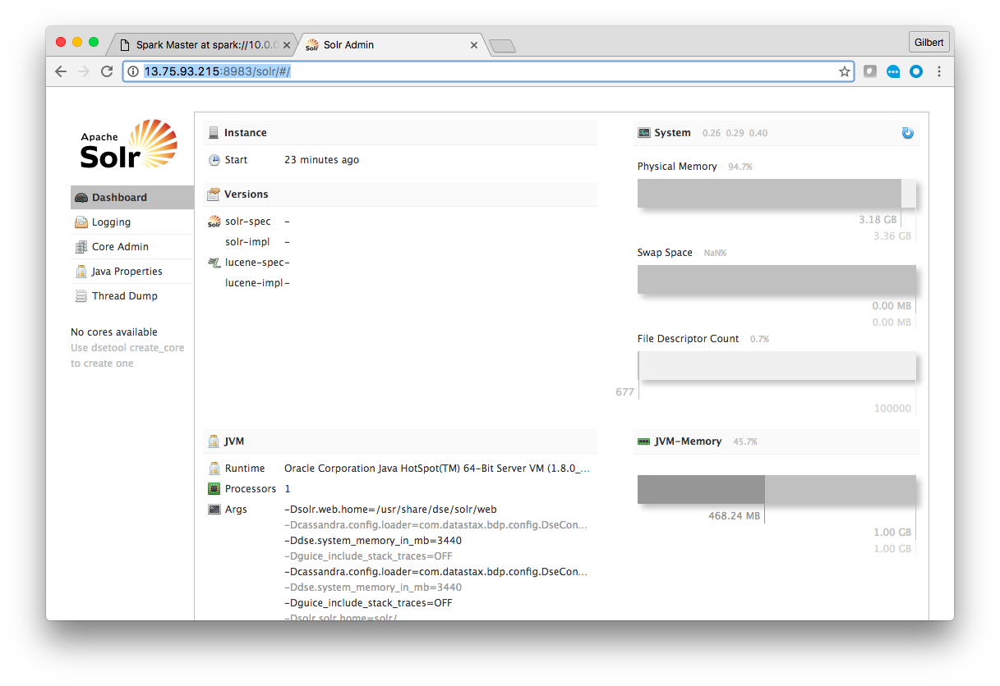 Spark Master at spark://10.0.0
Solr Admin
Gilbert
13.75.93.215:8983/solr/#/
Apache
Solr
Dashboard
Logging
Core Admin
Java Properties
Thread Dump
No cores available
Use dsetool create_core
to create one
Instance
Start 23 minutes ago
Versions
solr-spec –
solr-impl –
lucene-spec–
lucene-impl –
System 0.26 0.29 0.40
Physical Memory 94.7%
3.18 GB
3.36 GB
Swap Space NaN%
0.00 MB
0.00 MB
File Descriptor Count 0.7%
677
100000
JVM
Runtime Oracle Corporation Java HotSpot(TM) 64-Bit Server VM (1.8.0_...
Processors 1
Args -Dsolr.web.home=/usr/share/dse/solr/web
-Dcassandra.config.loader=com.datastax.bdp.config.DseCon...
-Ddse.system_memory_in_mb=3440
-Dguice_include_stack_traces=OFF
-Dcassandra.config.loader=com.datastax.bdp.config.DseCon...
-Ddse.system_memory_in_mb=3440
-Dguice_include_stack_traces=OFF
-Dsolr.solr.home=solr/
JVM-Memory 45.7%
468.24 MB
1.00 GB
1.00 GB